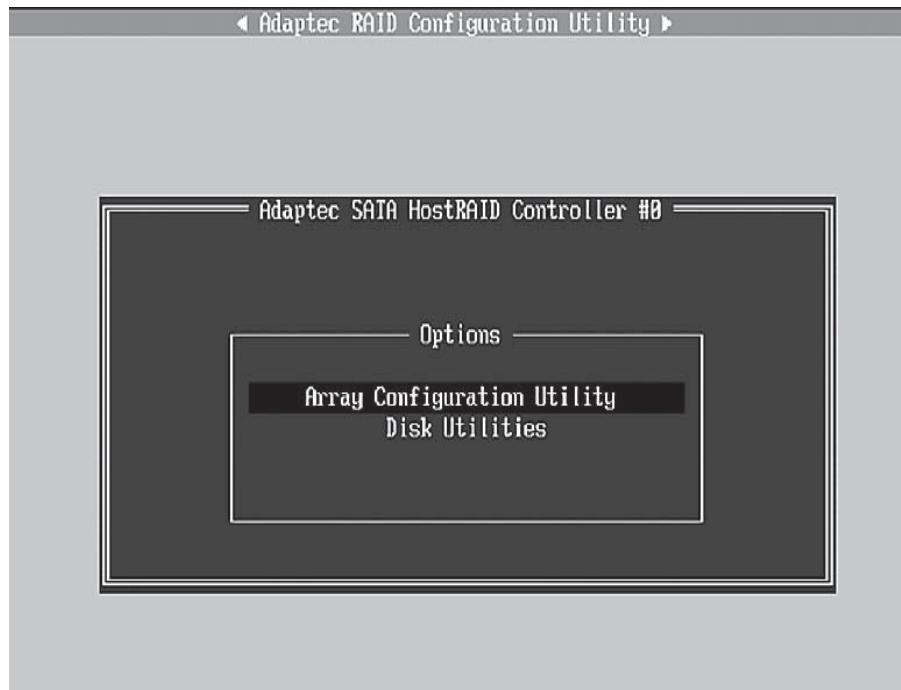 Adaptec RAID Configuration Utility
Adaptec SATA HostRAID Controller #0
Options
Array Configuration Utility
Disk Utilities